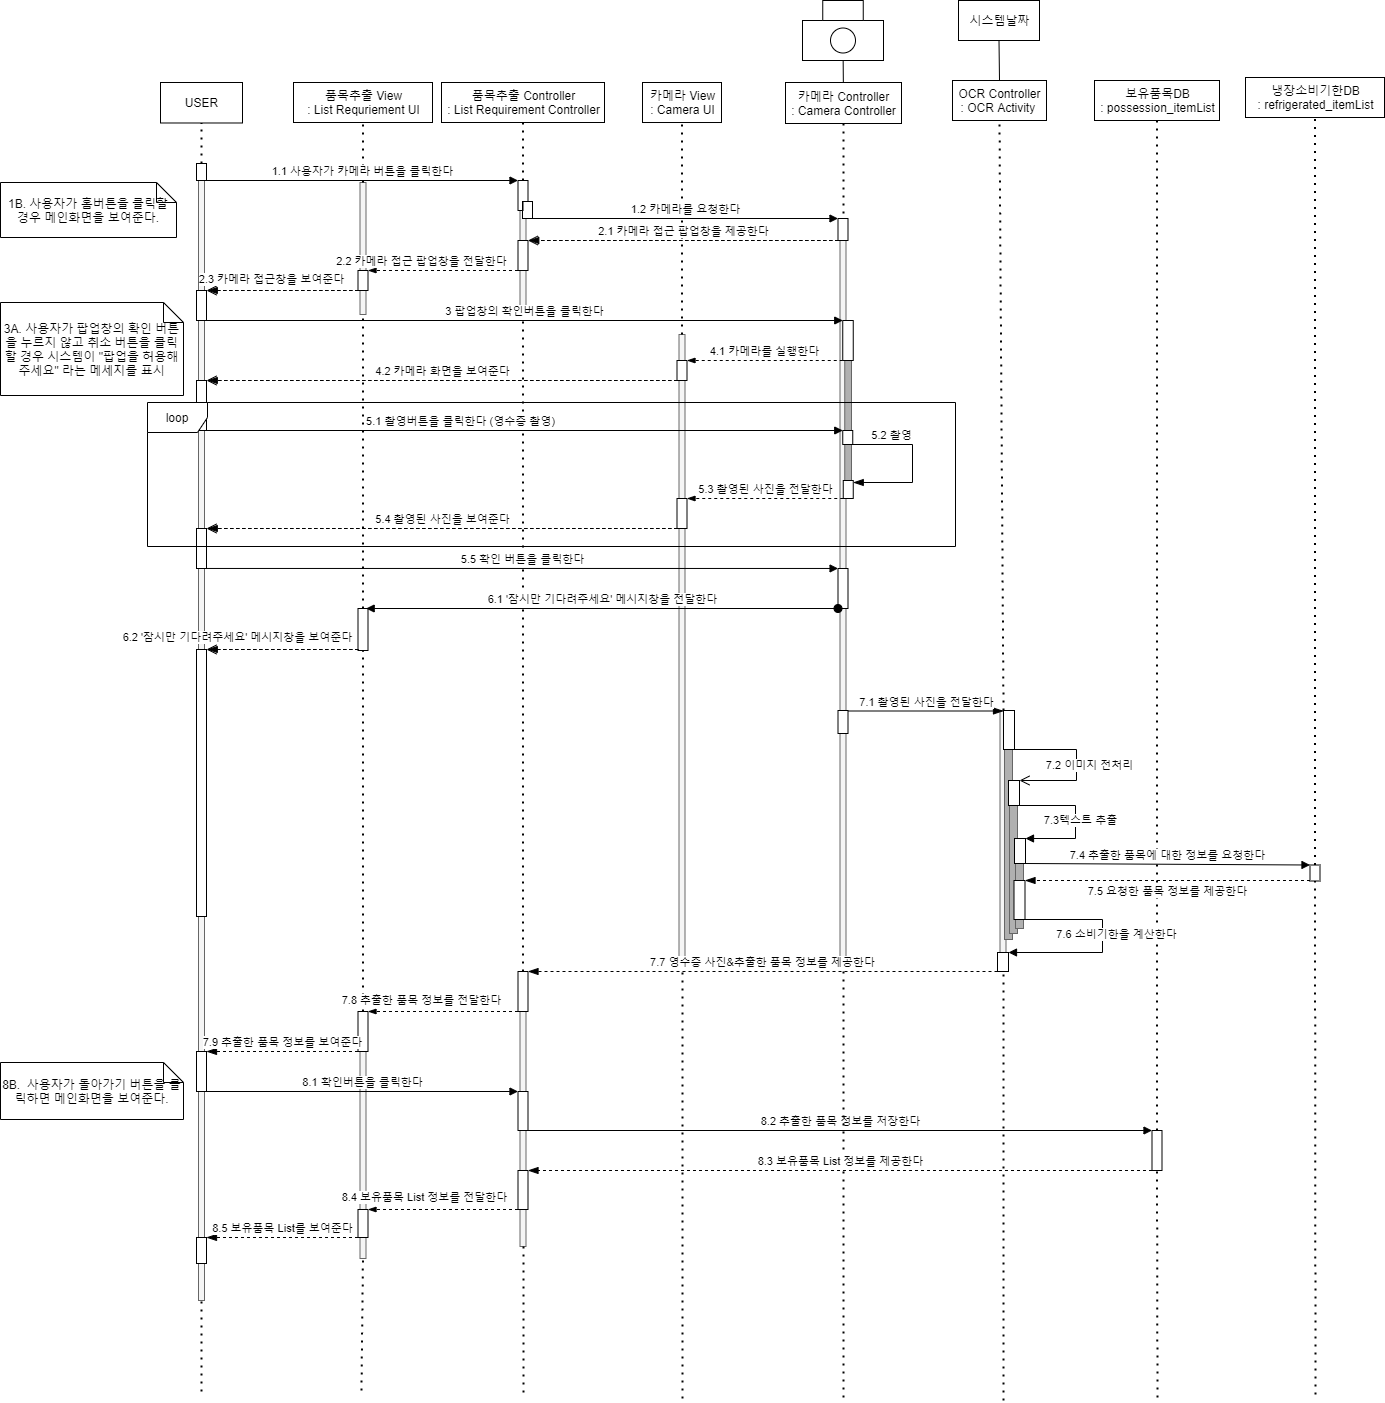 시스템날짜
USER
품목추출 View
: List Requriement UI
품목추출 Controller
: List Requirement Controller
카메라 View
: Camera UI
카메라 Controller
: Camera Controller
OCR Controller
: OCR Activity
보유품목DB
: possession_itemList
냉장소비기한DB
: refrigerated_itemList
1.1 사용자가 카메라 버튼을 클릭한다
1B. 사용자가 홈버튼을 클릭할
경우 메인화면을 보여준다.
1.2 카메라를 요청한다
2.1 카메라 접근 팝업창을 제공한다
2.2 카메라 접근 팝업창을 전달한다
2.3 카메라 접근창을 보여준다
3 팝업창의 확인버튼을 클릭한다
3A. 사용자가 팝업창의 확인 버튼
을 누르지 않고 취소 버튼을 클릭
할 경우 시스템이 "팝업을 허용해
주세요" 라는 메세지를 표시
4.1 카메라를 실행한다
4.2 카메라 화면을 보여준다
loop
5.1 촬영버튼을 클릭한다 (영수증 촬영)
5.2 촬영
5.3 촬영된 사진을 전달한다
5.4 촬영된 사진을 보여준다
5.5 확인 버튼을 클릭한다
6.1 '잠시만 기다려주세요' 메시지창을 전달한다
6.2 '잠시만 기다려주세요' 메시지창을 보여준다
7.1 촬영된 사진을 전달한다
7.2 이미지 전처리
7.3텍스트 추출
7.4 추출한 품목에 대한 정보를 요청한다
7.5 요청한 품목 정보를 제공한다
7.6 소비기한을 계산한다
7.7 영수증 사진&추출한 품목 정보를 제공한다
7.8 추출한 품목 정보를 전달한다
7.9 추출한 품목 정보를 보여준다
8B. 사용자가 돌아가기 버튼을 클
릭하면 메인화면을 보여준다.
8.1 확인버튼을 클릭한다
8.2 추출한 품목 정보를 저장한다
8.3 보유품목 List 정보를 제공한다
8.4 보유품목 List 정보를 전달한다
8.5 보유품목 List를 보여준다